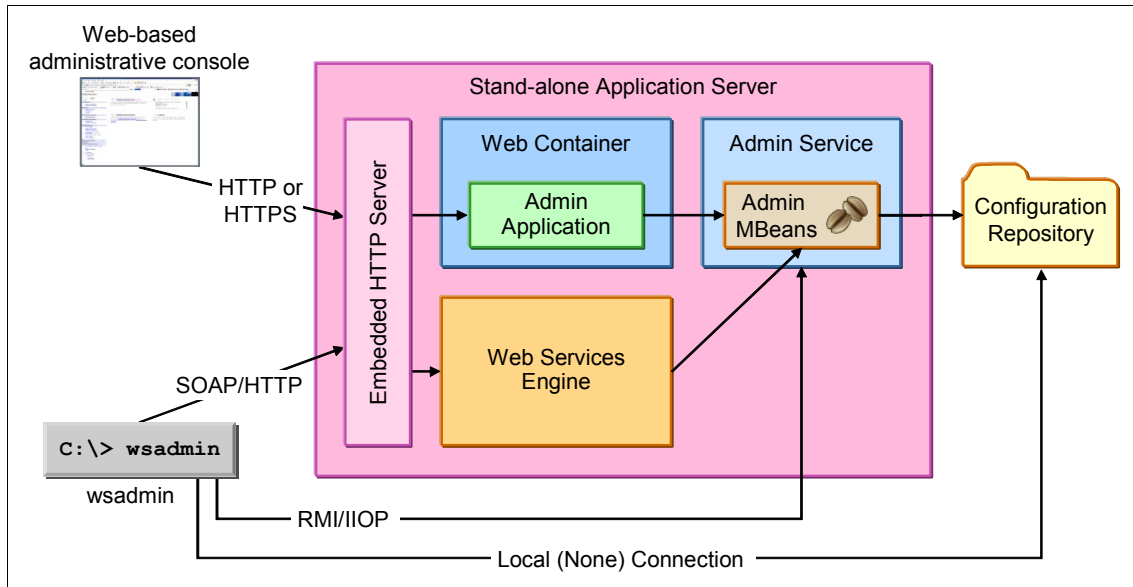 Web-based
administrative console
Stand-alone Application Server
Embedded HTTP Server
Web Container
Admin
Application
Admin Service
Admin
MBeans
Configuration
Repository
HTTP or
HTTPS
Web Services
Engine
SOAP/HTTP
C:\> wsadmin
wsadmin
RMI/IIOP
Local (None) Connection